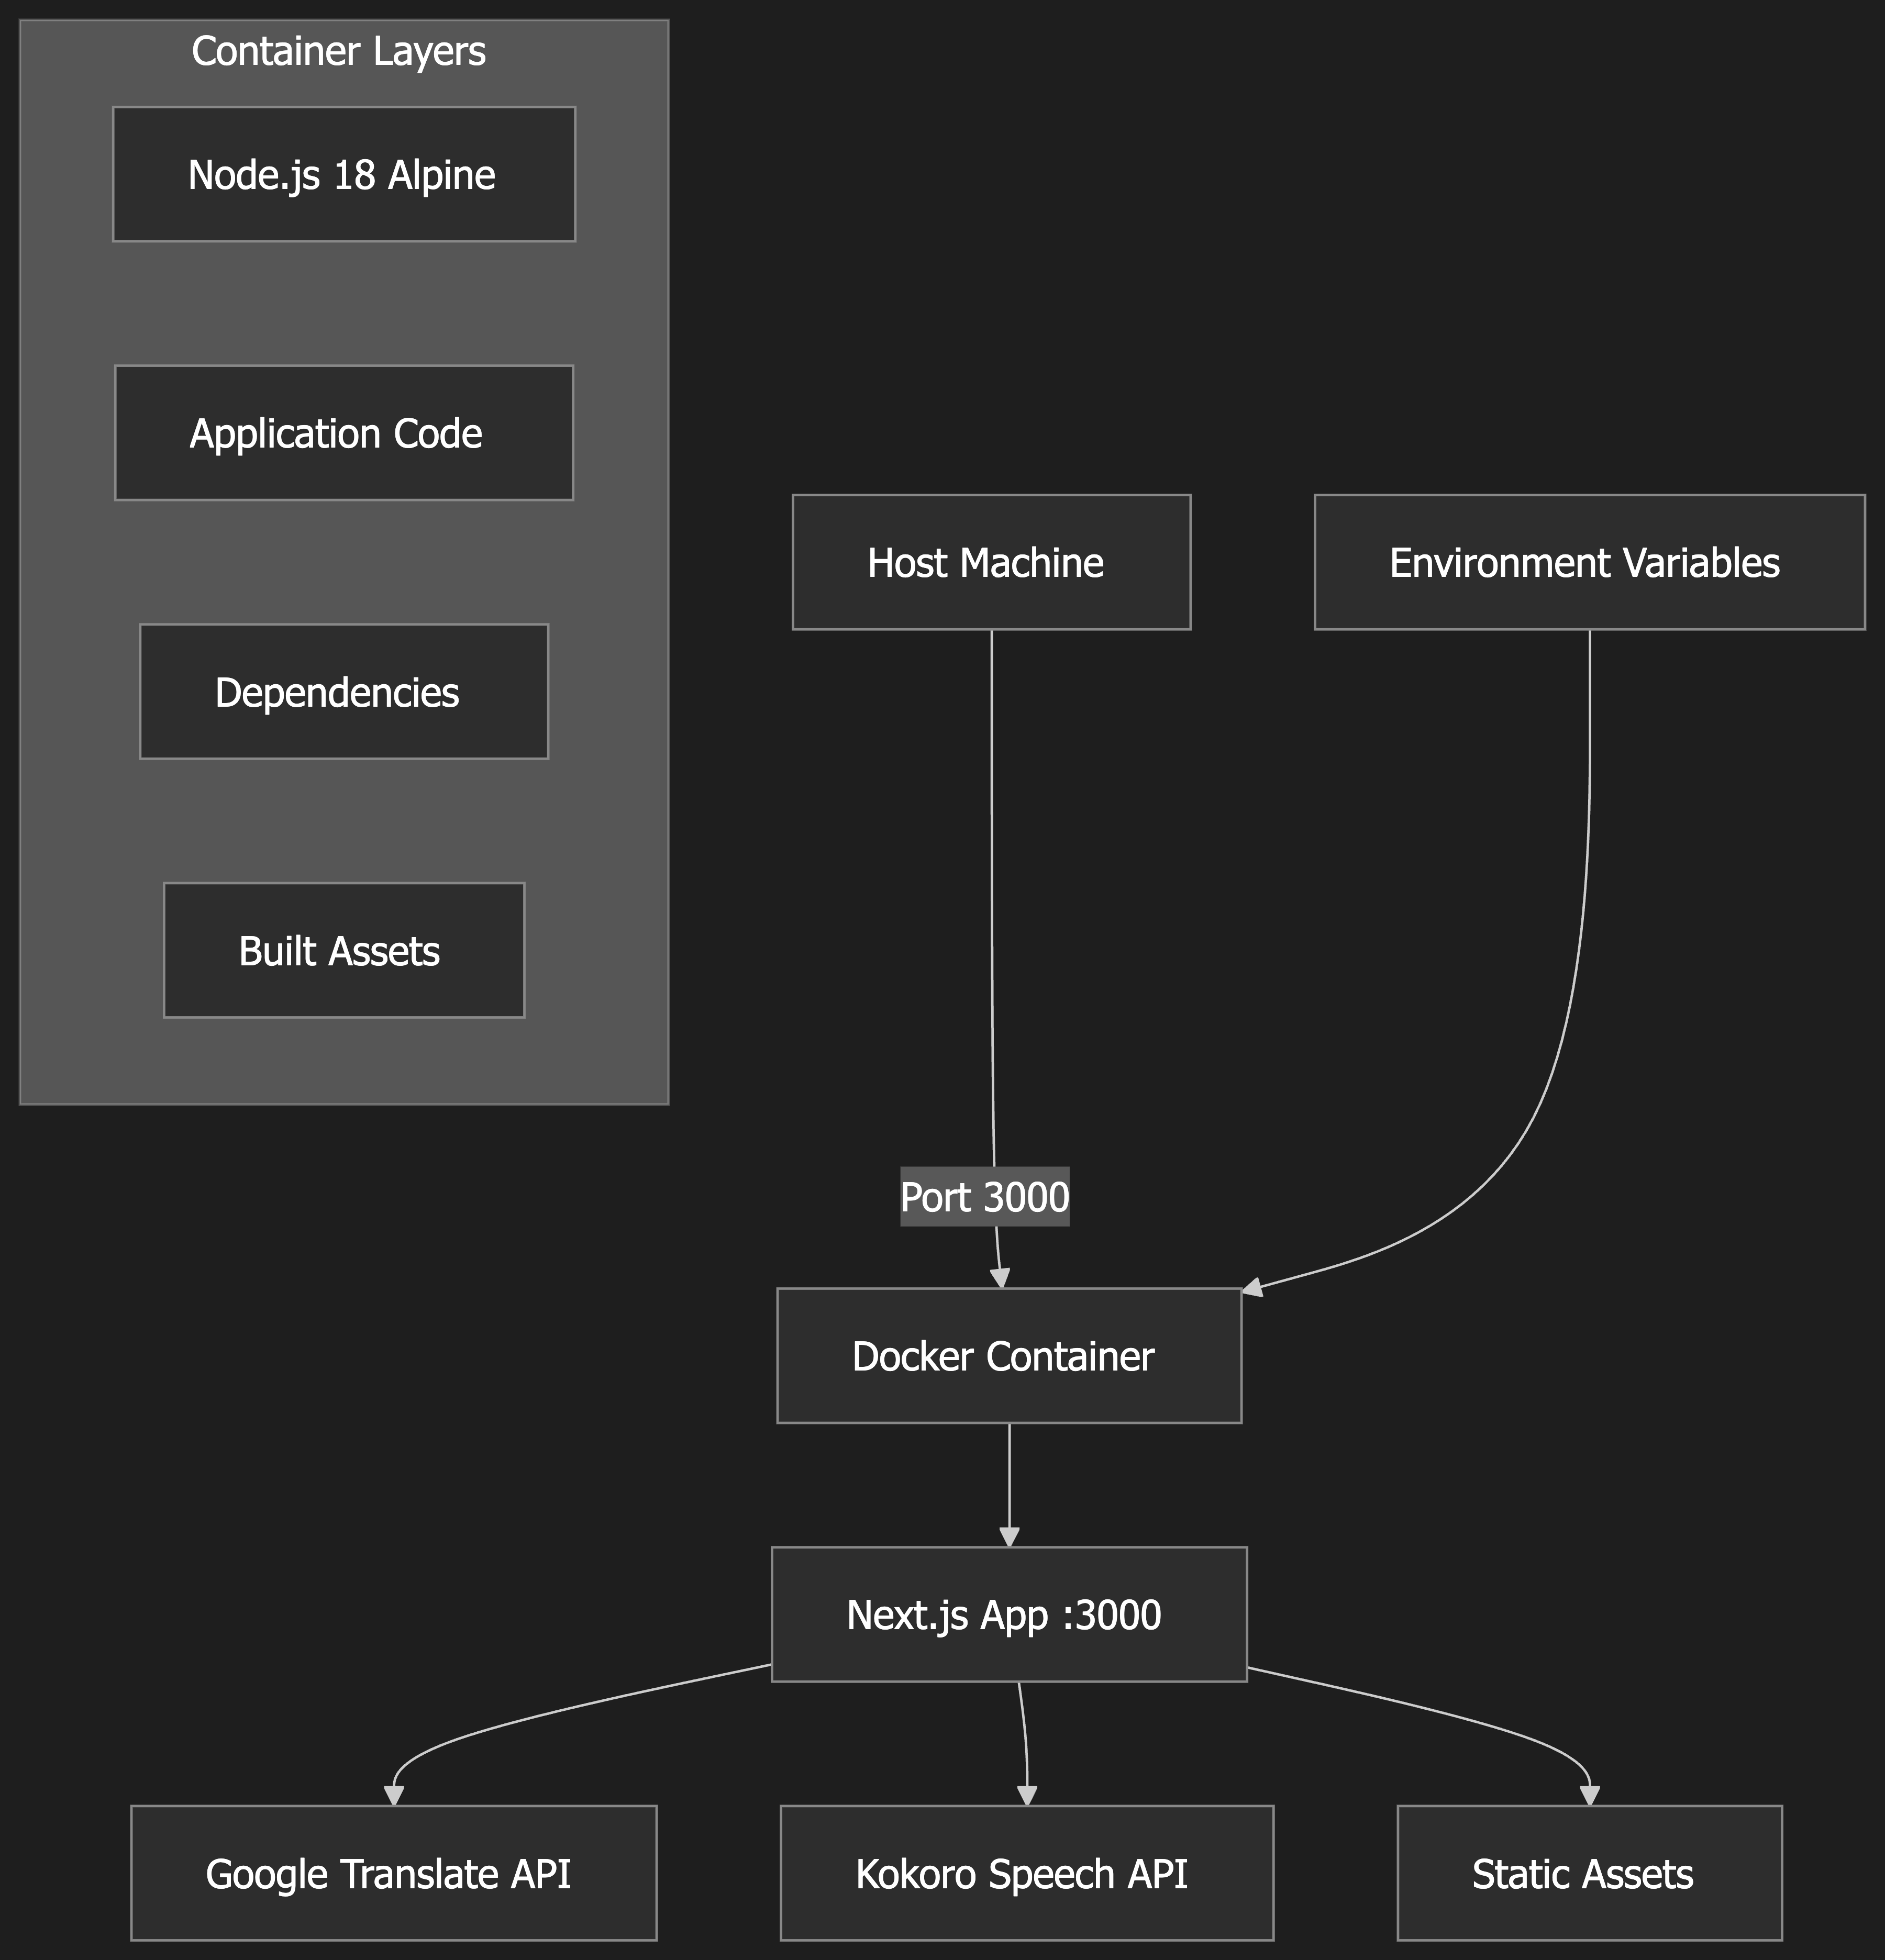 Container Layers
Node.js 18 Alpine
Application Code
Dependencies
Built Assets
Host Machine
Environment Variables
Port 3000
Docker Container
Next.js App :3000
Google Translate API
Kokoro Speech API
Static Assets